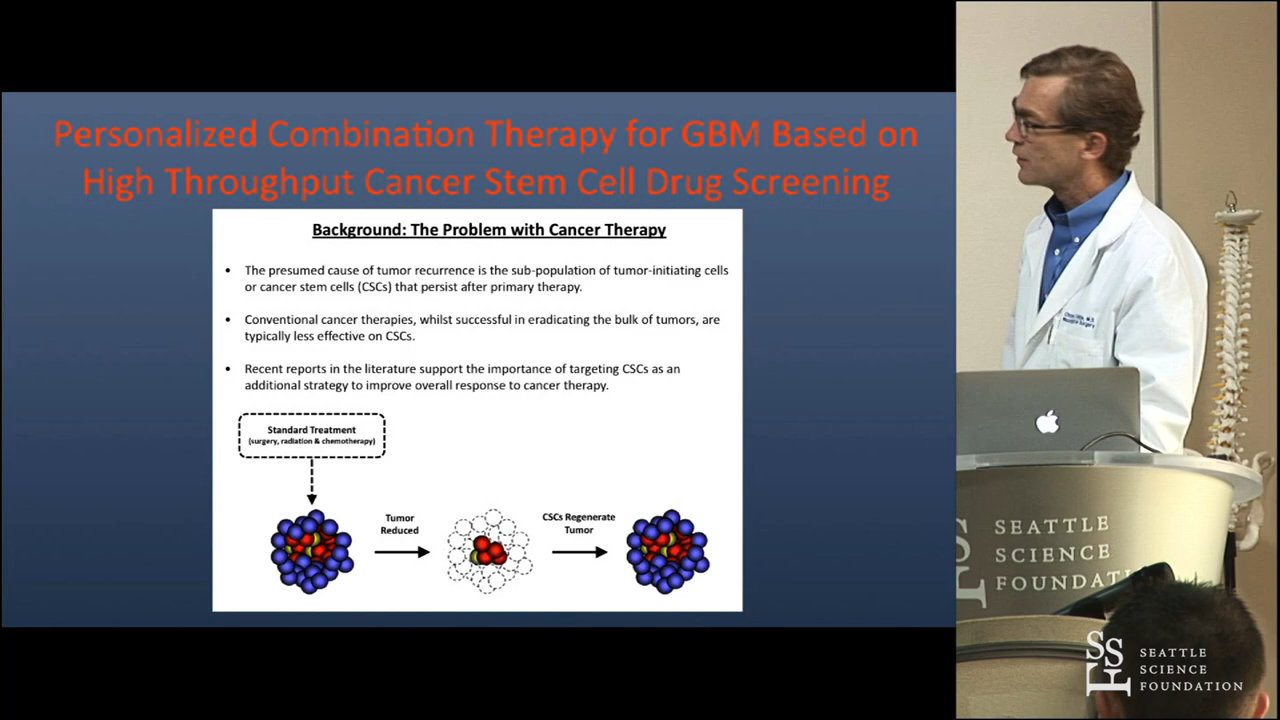 Personalized Combination Therapy for GBM Based on
High Throughput Cancer Stem Cell Drug Screening
Background: The Problem with Cancer Therapy
• The presumed cause of tumor recurrence is the sub-population of tumor-initiating cells
or cancer stem cells (CSCs) that persist after primary therapy.
• Conventional cancer therapies, whilst successful in eradicating the bulk of tumors, are
typically less effective on CSCs.
• Recent reports in the literature support the importance of targeting CSCs as an
additional strategy to improve overall response to cancer therapy.
Standard Treatment
(surgery, radiation & chemotherapy)
Tumor
Reduced
CSCs Regenerate
Tumor
SEATTLE
SCIENCE
FOUNDAT
SSF
SEATTLE
SCIENCE
FOUNDATION